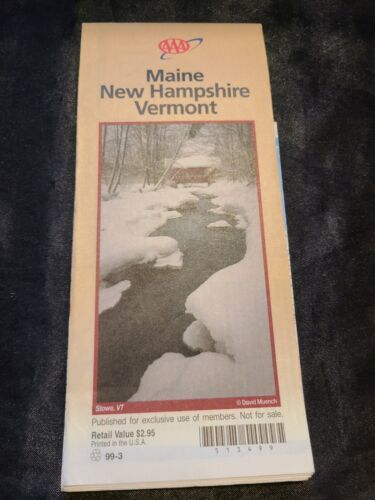 AAA
Maine
New Hampshire
Vermont
Stowe, VT
© David Muench
Published for exclusive use of members. Not for sale.
Retail Value $2.95
Printed in the U.S.A.
99-3
513499